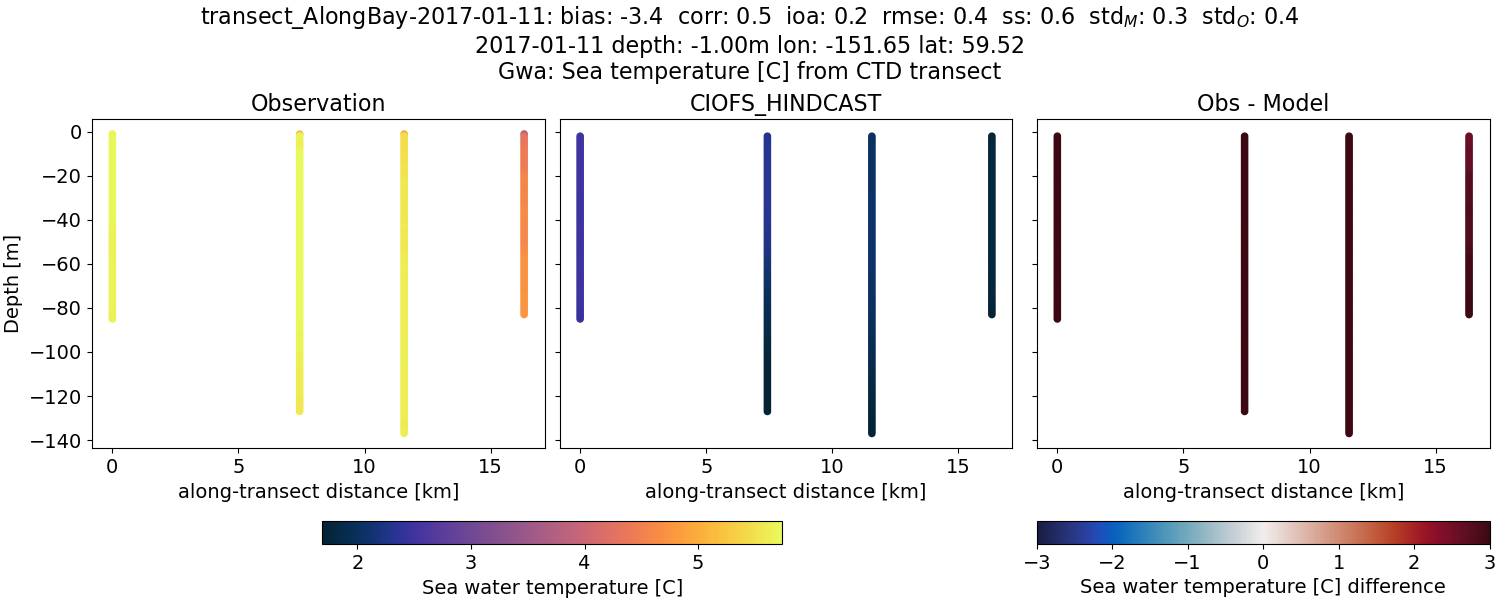 transect_AlongBay-2017-01-11: bias: -3.4 corr: 0.5 ioa: 0.2 rmse: 0.4 ss: 0.6 std_M: 0.3 std_O: 0.4
2017-01-11 depth: -1.00m lon: -151.65 lat: 59.52
Gwa: Sea temperature [C] from CTD transect
Observation
CIOFS_HINDCAST
Obs - Model
Depth [m]
0
−20
−40
−60
−80
−100
−120
−140
0 5 10 15
0 5 10 15
0 5 10 15
along-transect distance [km]
along-transect distance [km]
along-transect distance [km]
2 3 4 5
Sea water temperature [C]
−3 −2 −1 0 1 2 3
Sea water temperature [C] difference